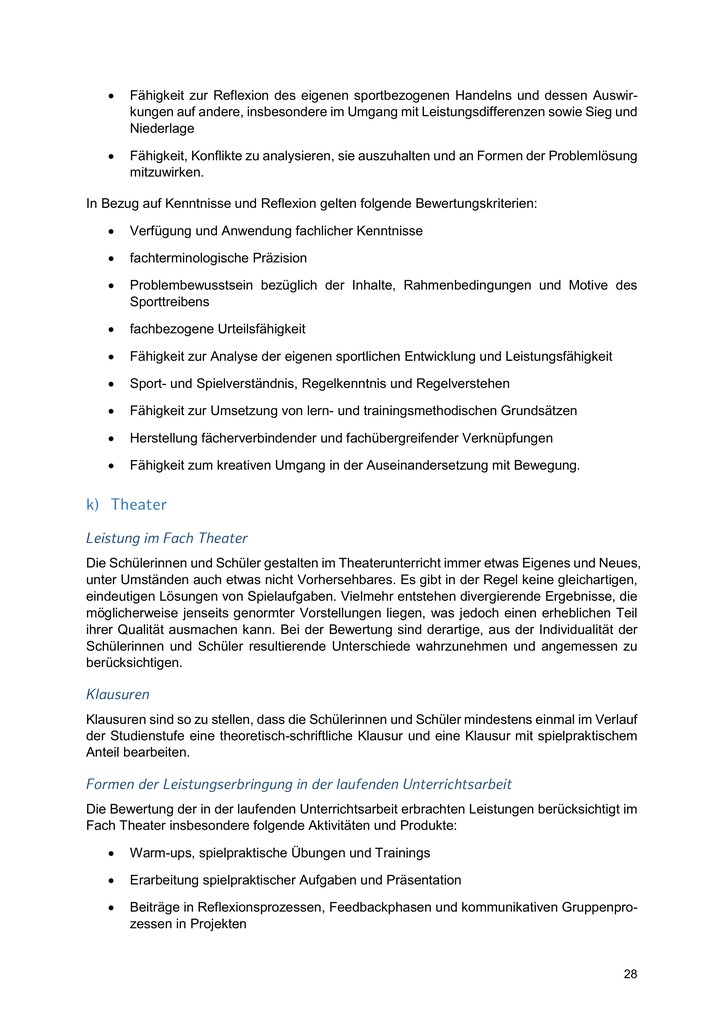 • Fähigkeit zur Reflexion des eigenen sportbezogenen Handelns und dessen Auswir-
kungen auf andere, insbesondere im Umgang mit Leistungsdifferenzen sowie Sieg und
Niederlage
• Fähigkeit, Konflikte zu analysieren, sie auszuhalten und an Formen der Problemlösung
mitzuwirken.
In Bezug auf Kenntnisse und Reflexion gelten folgende Bewertungskriterien:
• Verfügung und Anwendung fachlicher Kenntnisse
• fachterminologische Präzision
• Problembewusstsein bezüglich der Inhalte, Rahmenbedingungen und Motive des
Sporttreibens
• fachbezogene Urteilsfähigkeit
• Fähigkeit zur Analyse der eigenen sportlichen Entwicklung und Leistungsfähigkeit
• Sport- und Spielverständnis, Regelkenntnis und Regelverstehen
• Fähigkeit zur Umsetzung von lern- und trainingsmethodischen Grundsätzen
• Herstellung fächerverbindender und fachübergreifender Verknüpfungen
• Fähigkeit zum kreativen Umgang in der Auseinandersetzung mit Bewegung.
k) Theater
Leistung im Fach Theater
Die Schülerinnen und Schüler gestalten im Theaterunterricht immer etwas Eigenes und Neues,
unter Umständen auch etwas nicht Vorhersehbares. Es gibt in der Regel keine gleichartigen,
eindeutigen Lösungen von Spielaufgaben. Vielmehr entstehen divergierende Ergebnisse, die
möglicherweise jenseits genormter Vorstellungen liegen, was jedoch einen erheblichen Teil
ihrer Qualität ausmachen kann. Bei der Bewertung sind derartige, aus der Individualität der
Schülerinnen und Schüler resultierende Unterschiede wahrzunehmen und angemessen zu
berücksichtigen.
Klausuren
Klausuren sind so zu stellen, dass die Schülerinnen und Schüler mindestens einmal im Verlauf
der Studienstufe eine theoretisch-schriftliche Klausur und eine Klausur mit spielpraktischem
Anteil bearbeiten.
Formen der Leistungserbringung in der laufenden Unterrichtsarbeit
Die Bewertung der in der laufenden Unterrichtsarbeit erbrachten Leistungen berücksichtigt im
Fach Theater insbesondere folgende Aktivitäten und Produkte:
• Warm-ups, spielpraktische Übungen und Trainings
• Erarbeitung spielpraktischer Aufgaben und Präsentation
• Beiträge in Reflexionsprozessen, Feedbackphasen und kommunikativen Gruppenpro-
zessen in Projekten
28